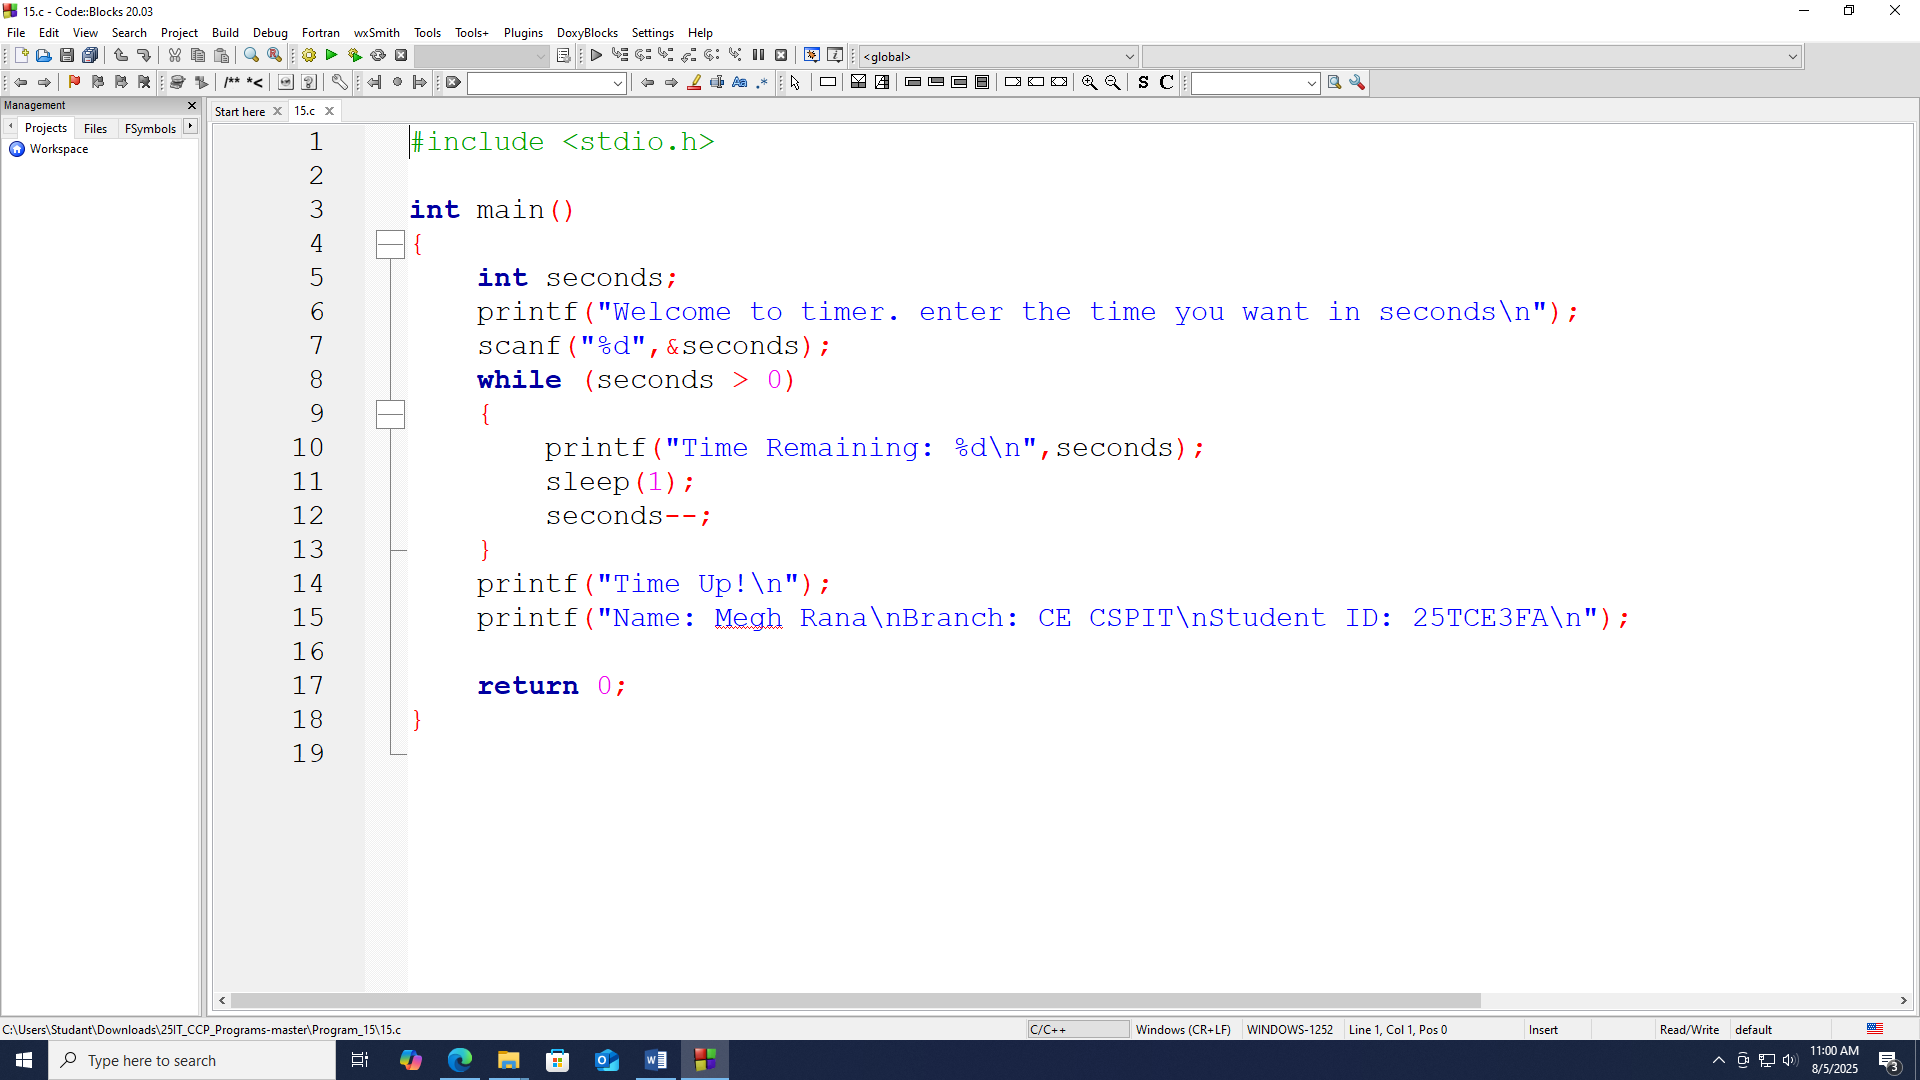 15.c - Code::Blocks 20.03
File Edit View Search Project Build Debug Fortran wxSmith Tools Tools+ Plugins DoxyBlocks Settings Help
<global>
/** *< Aa .* S C
Management
Start here 15.c
Projects Files FSymbols
Workspace
1 #include <stdio.h>
2
3 int main()
4 {
5 int seconds;
6 printf("Welcome to timer. enter the time you want in seconds\n");
7 scanf("%d",&seconds);
8 while (seconds > 0)
9 {
10 printf("Time Remaining: %d\n",seconds);
11 sleep(1);
12 seconds--;
13 }
14 printf("Time Up!\n");
15 printf("Name: Megh Rana\nBranch: CE CSPIT\nStudent ID: 25TCE3FA\n");
16
17 return 0;
18 }
19
C:\Users\Studant\Downloads\25IT_CCP_Programs-master\Program_15\15.c C/C++ Windows (CR+LF) WINDOWS-1252 Line 1, Col 1, Pos 0 Insert Read/Write default
Type here to search
11:00 AM
8/5/2025
3